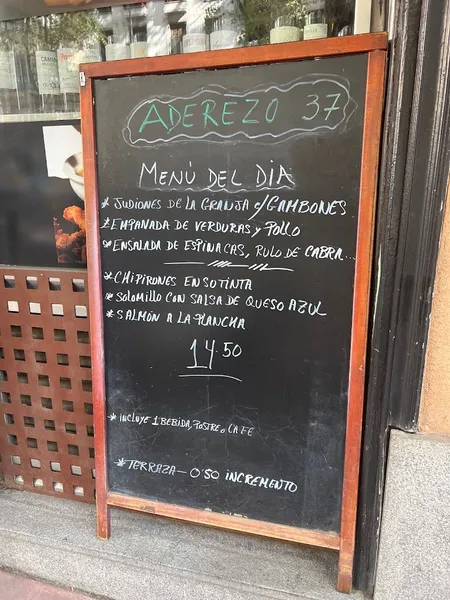 ADEREZO 37
MENÚ DEL DIA
* JUDIONES DE LA GRANJA c/GAMBONES
* EMPANADA DE VERDURAS y POLLO
* ENSALADA DE ESPINACAS, RULO DE CABRA...
* CHIPIRONES EN SU TINTA
* SOLOMILLO CON SALSA DE QUESO AZUL
* SALMÓN A LA PLANCHA
14.50
* INCLUYE 1 BEBIDA, POSTRE o CAFE
* TERRAZA - 0'50 INCREMENTO